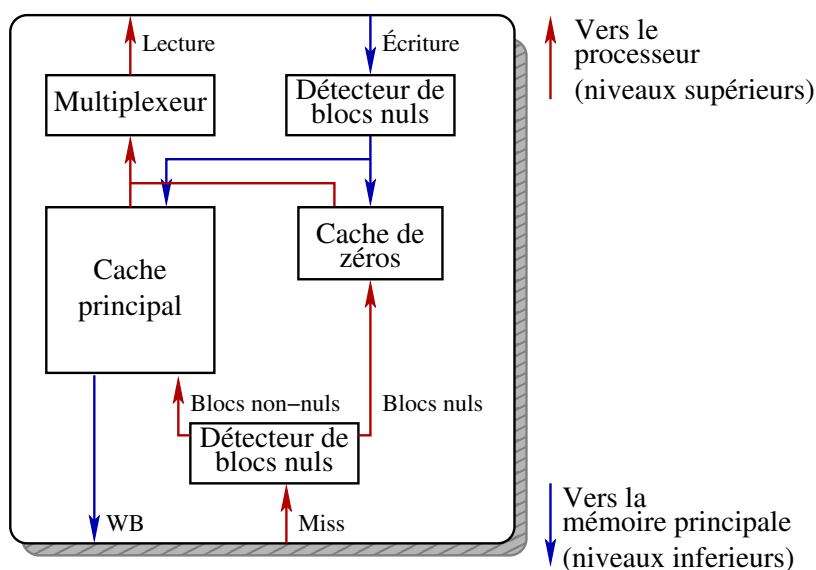 Lecture
Écriture
Multiplexeur
Détecteur de
blocs nuls
Cache
principal
Cache de
zéros
Blocs non−nuls
Blocs nuls
Détecteur de
blocs nuls
WB
Miss
Vers le
processeur
(niveaux supérieurs)
Vers la
mémoire principale
(niveaux inferieurs)